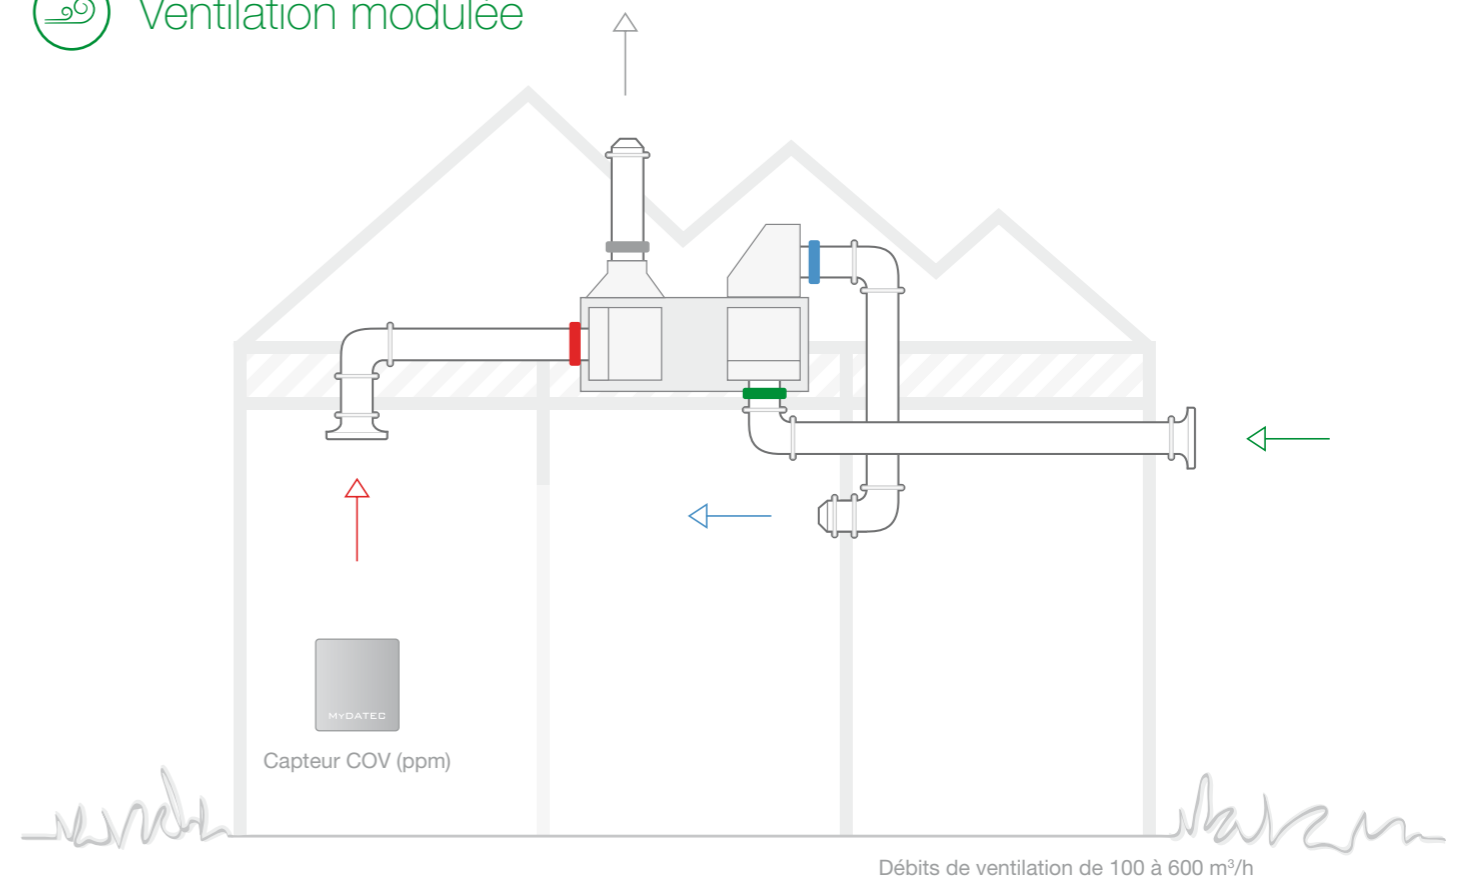 Ventilation modulée
MYDATEC
Capteur COV (ppm)
Débits de ventilation de 100 à 600 m³/h